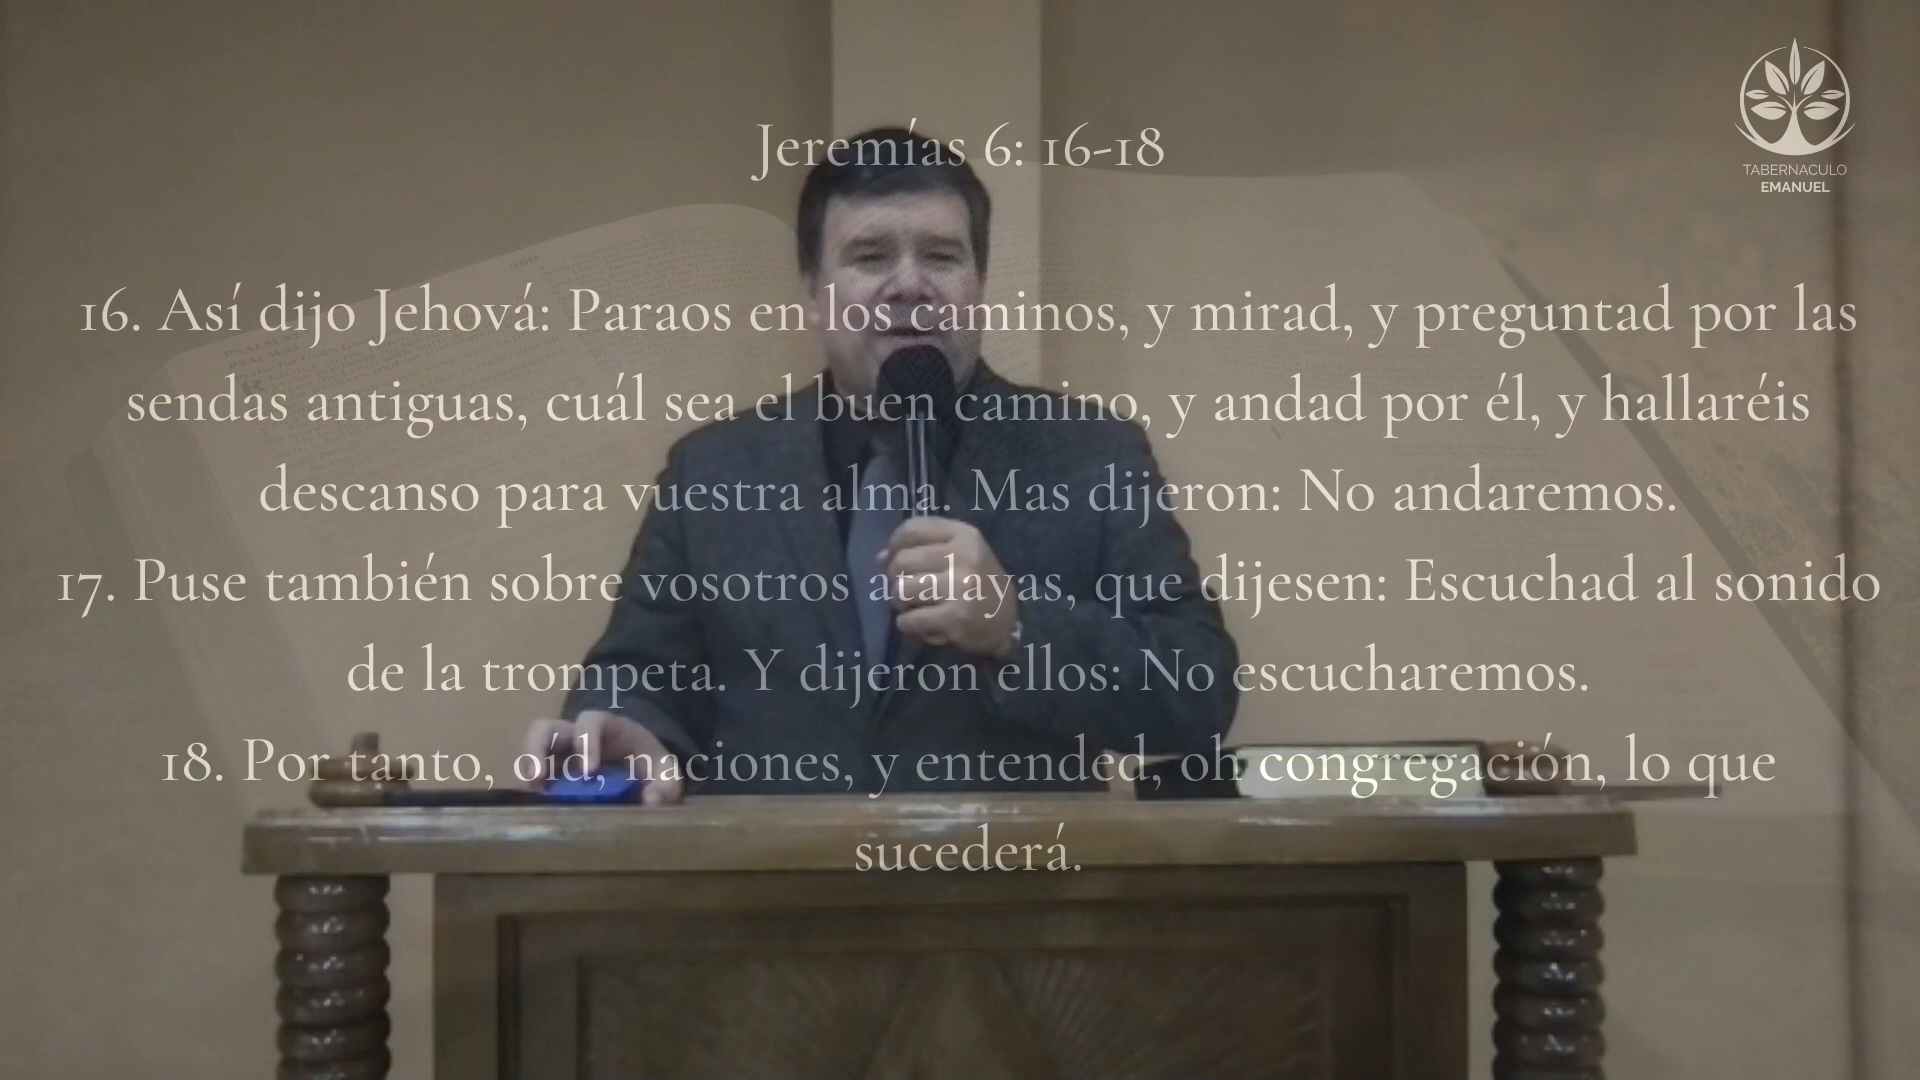 Jeremías 6: 16-18
TABERNACULO
EMANUEL
16. Así dijo Jehová: Paraos en los caminos, y mirad, y preguntad por las
sendas antiguas, cuál sea el buen camino, y andad por él, y hallaréis
descanso para vuestra alma. Mas dijeron: No andaremos.
17. Puse también sobre vosotros atalayas, que dijesen: Escuchad al sonido
de la trompeta. Y dijeron ellos: No escucharemos.
18. Por tanto, oíd, naciones, y entended, oh congregación, lo que
sucederá.